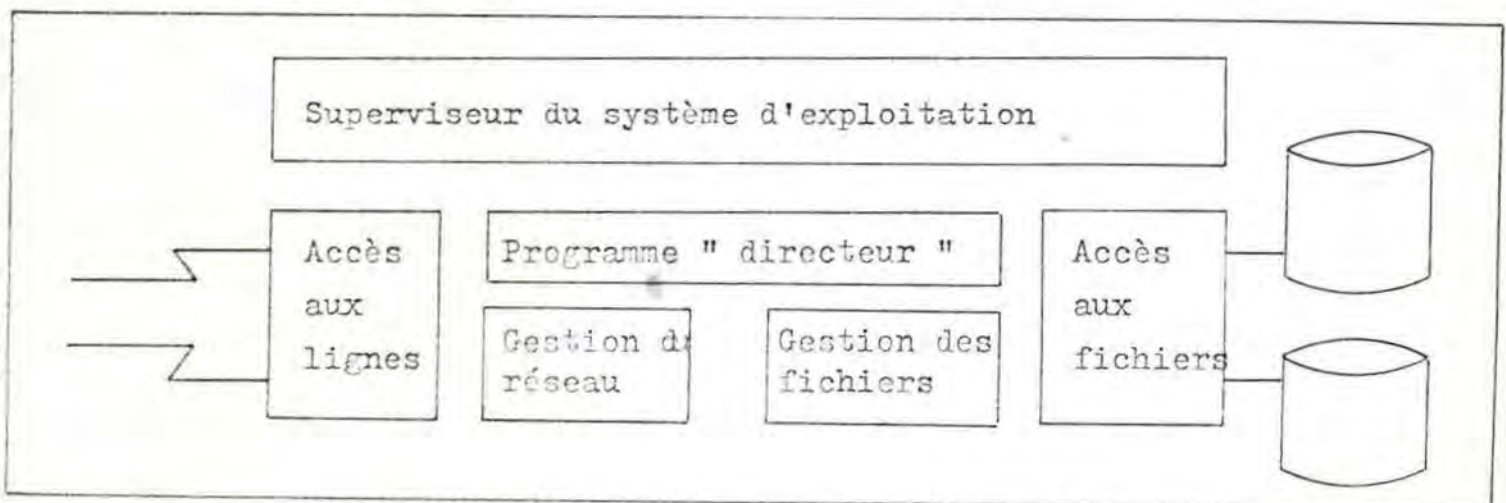 Superviseur du système d'exploitation
Accès
aux
lignes
Programme " directeur "
Gestion du
réseau
Gestion des
fichiers
Accès
aux
fichiers